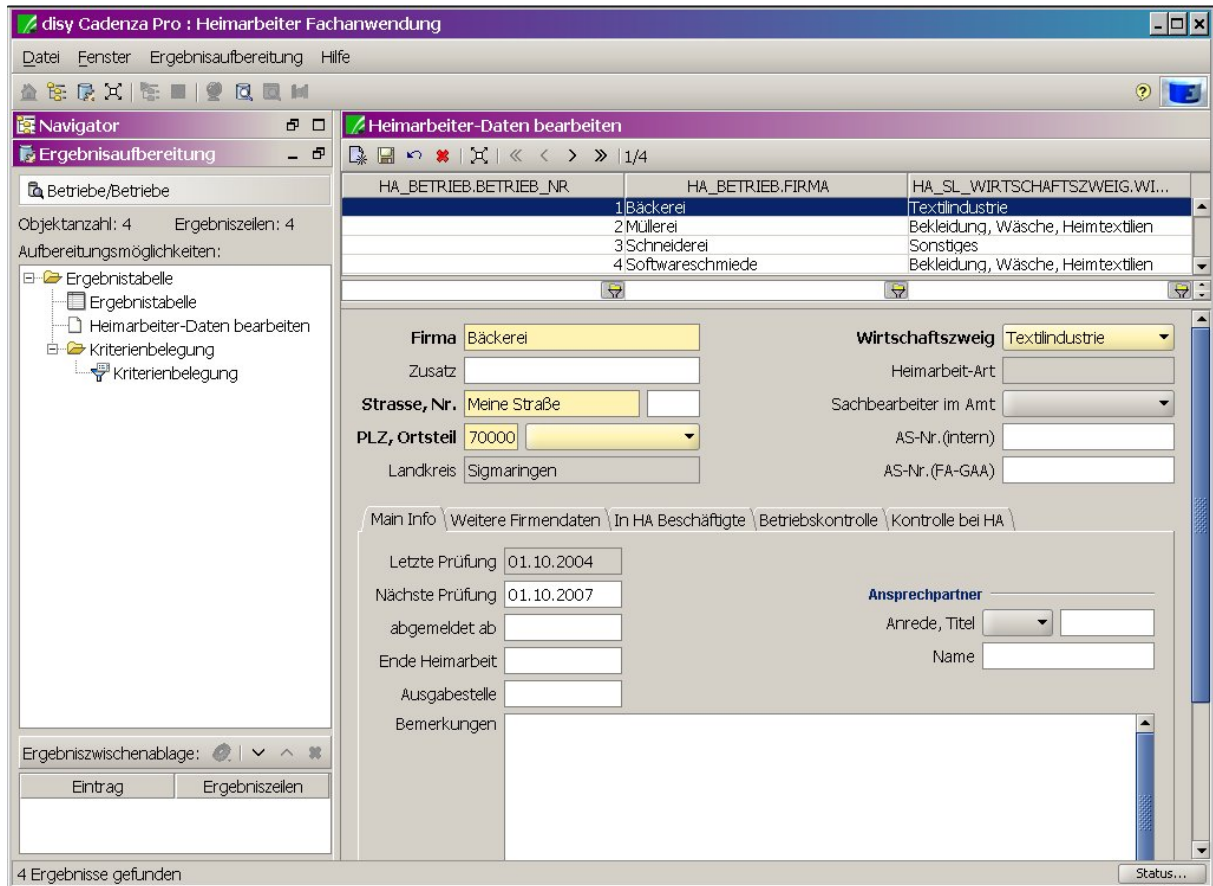 disy Cadenza Pro : Heimarbeiter Fachanwendung
Datei Fenster Ergebnisaufbereitung Hilfe
Navigator
Ergebnisaufbereitung
Betriebe/Betriebe
Objektanzahl: 4 Ergebniszeilen: 4
Aufbereitungsmöglichkeiten:
Ergebnistabelle
Ergebnistabelle
Heimarbeiter-Daten bearbeiten
Kriterienbelegung
Kriterienbelegung
Ergebniszwischenablage:
Eintrag Ergebniszeilen
Heimarbeiter-Daten bearbeiten
1/4
HA_BETRIEB.BETRIEB_NR HA_BETRIEB.FIRMA HA_SL_WIRTSCHAFTSZWEIG.WI...
1 Bäckerei Textilindustrie
2 Müllerei Bekleidung, Wäsche, Heimtextilien
3 Schneiderei Sonstiges
4 Softwareschmiede Bekleidung, Wäsche, Heimtextilien
Firma Bäckerei Wirtschaftszweig Textilindustrie
Zusatz Heimarbeit-Art
Strasse, Nr. Meine Straße Sachbearbeiter im Amt
PLZ, Ortsteil 70000 AS-Nr.(intern)
Landkreis Sigmaringen AS-Nr.(FA-GAA)
Main Info Weitere Firmendaten In HA Beschäftigte Betriebskontrolle Kontrolle bei HA
Letzte Prüfung 01.10.2004
Nächste Prüfung 01.10.2007 Ansprechpartner
abgemeldet ab Anrede, Titel
Ende Heimarbeit Name
Ausgabestelle
Bemerkungen
4 Ergebnisse gefunden Status...